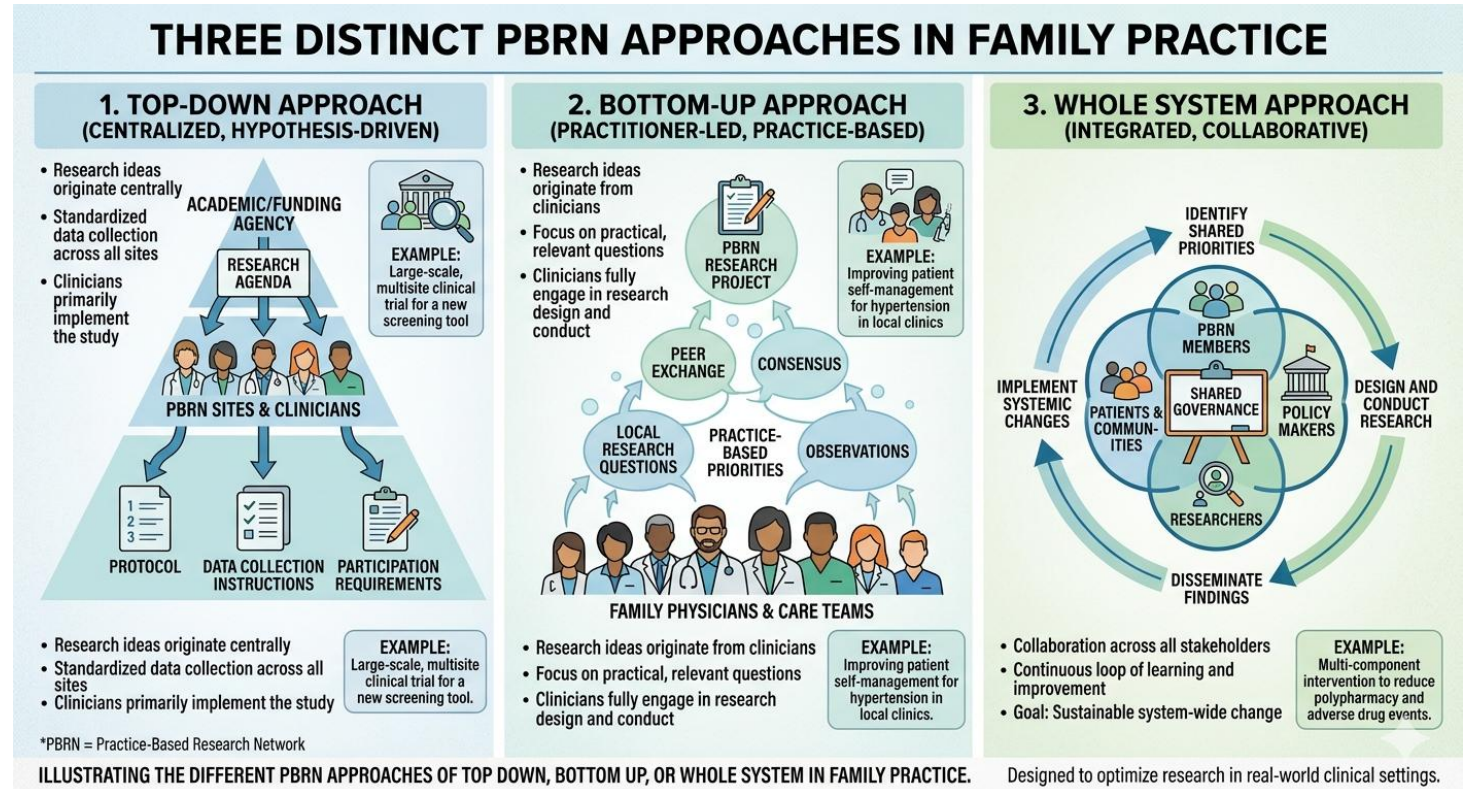 THREE DISTINCT PBRN APPROACHES IN FAMILY PRACTICE
1. TOP-DOWN APPROACH
(CENTRALIZED, HYPOTHESIS-DRIVEN)
• Research ideas
originate centrally
• Standardized
data collection
across all sites
• Clinicians
primarily
implement
the study
ACADEMIC/FUNDING
AGENCY
RESEARCH
AGENDA
EXAMPLE:
Large-scale,
multisite clinical
trial for a new
screening tool
PBRN SITES & CLINICIANS
1
2
3
PROTOCOL
DATA COLLECTION
INSTRUCTIONS
PARTICIPATION
REQUIREMENTS
• Research ideas originate centrally
• Standardized data collection across all
sites
• Clinicians primarily implement the study
EXAMPLE:
Large-scale, multisite
clinical trial for a
new screening tool.
*PBRN = Practice-Based Research Network
2. BOTTOM-UP APPROACH
(PRACTITIONER-LED, PRACTICE-BASED)
• Research ideas
originate from
clinicians
• Focus on practical,
relevant questions
• Clinicians fully
engage in research
design and
conduct
PBRN
RESEARCH
PROJECT
EXAMPLE:
Improving patient
self-management
for hypertension
in local clinics
PEER
EXCHANGE
CONSENSUS
LOCAL
RESEARCH
QUESTIONS
PRACTICE-
BASED
PRIORITIES
OBSERVATIONS
FAMILY PHYSICIANS & CARE TEAMS
• Research ideas originate from clinicians
• Focus on practical, relevant questions
• Clinicians fully engage in research
design and conduct
EXAMPLE:
Improving patient
self-management for
hypertension in
local clinics.
3. WHOLE SYSTEM APPROACH
(INTEGRATED, COLLABORATIVE)
IDENTIFY
SHARED
PRIORITIES
PBRN
MEMBERS
IMPLEMENT
SYSTEMIC
CHANGES
PATIENTS &
COMMUN-
ITIES
SHARED
GOVERNANCE
POLICY
MAKERS
DESIGN AND
CONDUCT
RESEARCH
RESEARCHERS
DISSEMINATE
FINDINGS
• Collaboration across all stakeholders
• Continuous loop of learning and
improvement
• Goal: Sustainable system-wide change
EXAMPLE:
Multi-component
intervention to reduce
polypharmacy and
adverse drug events.
ILLUSTRATING THE DIFFERENT PBRN APPROACHES OF TOP DOWN, BOTTOM UP, OR WHOLE SYSTEM IN FAMILY PRACTICE.
Designed to optimize research in real-world clinical settings.